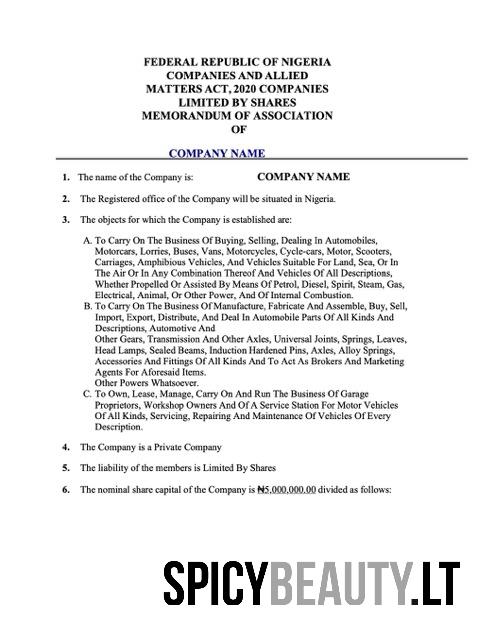 FEDERAL REPUBLIC OF NIGERIA
COMPANIES AND ALLIED
MATTERS ACT, 2020 COMPANIES
LIMITED BY SHARES
MEMORANDUM OF ASSOCIATION
OF
COMPANY NAME
1. The name of the Company is: COMPANY NAME
2. The Registered office of the Company will be situated in Nigeria.
3. The objects for which the Company is established are:
A. To Carry On The Business Of Buying, Selling, Dealing In Automobiles,
Motorcars, Lorries, Buses, Vans, Motorcycles, Cycle-cars, Motor, Scooters,
Carriages, Amphibious Vehicles, And Vehicles Suitable For Land, Sea, Or In
The Air Or In Any Combination Thereof And Vehicles Of All Descriptions,
Whether Propelled Or Assisted By Means Of Petrol, Diesel, Spirit, Steam, Gas,
Electrical, Animal, Or Other Power, And Of Internal Combustion.
B. To Carry On The Business Of Manufacture, Fabricate And Assemble, Buy, Sell,
Import, Export, Distribute, And Deal In Automobile Parts Of All Kinds And
Descriptions, Automotive And
Other Gears, Transmission And Other Axles, Universal Joints, Springs, Leaves,
Head Lamps, Sealed Beams, Induction Hardened Pins, Axles, Alloy Springs,
Accessories And Fittings Of All Kinds And To Act As Brokers And Marketing
Agents For Aforesaid Items.
Other Powers Whatsoever.
C. To Own, Lease, Manage, Carry On And Run The Business Of Garage
Proprietors, Workshop Owners And Of A Service Station For Motor Vehicles
Of All Kinds, Servicing, Repairing And Maintenance Of Vehicles Of Every
Description.
4. The Company is a Private Company
5. The liability of the members is Limited By Shares
6. The nominal share capital of the Company is ₦5,000,000.00 divided as follows:
SPICYBEAUTY.LT